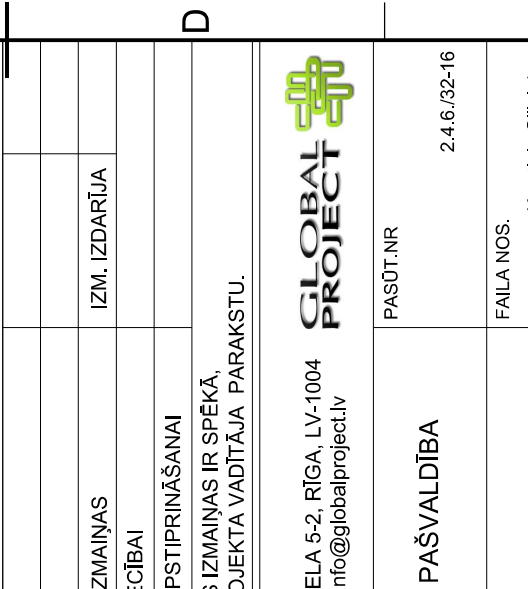 D
IZM. IZDARĪJA
ZMAIŅAS
ECĪBAI
PSTIPRINĀŠANAI
S IZMAIŅAS IR SPĒKĀ,
OJEKTA VADĪTĀJA PARAKSTU.
GLOBAL
PROJECT
ELA 5-2, RĪGA, LV-1004
nfo@globalproject.lv
PASŪT.NR
2.4.6./32-16
PAŠVALDĪBA
FAILA NOS.